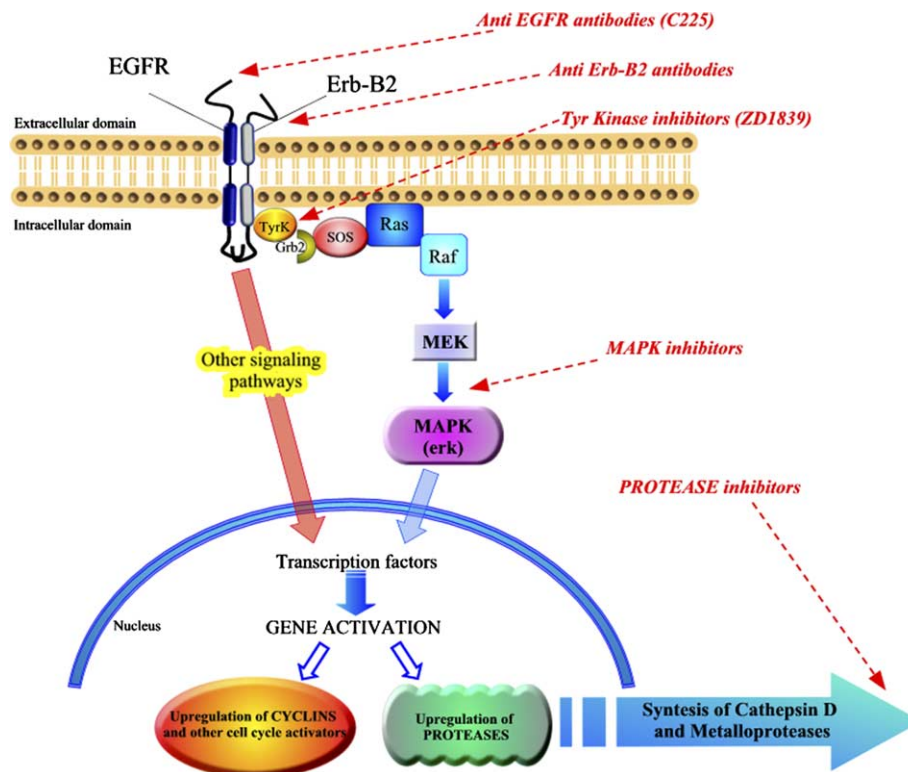 Anti EGFR antibodies (C225)
EGFR
Erb-B2
Anti Erb-B2 antibodies
Extracellular domain
Tyr Kinase inhibitors (ZD1839)
Intracellular domain
TyrK
Grb2
SOS
Ras
Raf
MEK
Other signaling
pathways
MAPK inhibitors
MAPK
(erk)
PROTEASE inhibitors
Transcription factors
Nucleus
GENE ACTIVATION
Upregulation of CYCLINS
and other cell cycle activators
Upregulation of
PROTEASES
Syntesis of Cathepsin D
and Metalloproteases